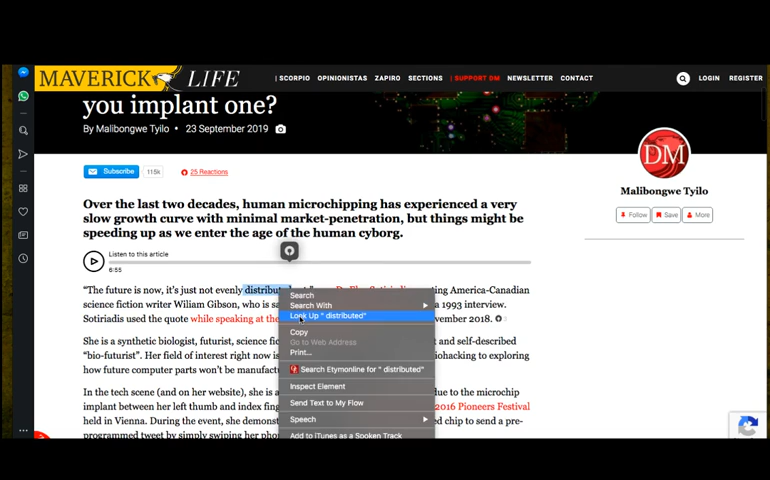 MAVERICK LIFE
| SCORPIO OPINIONISTAS ZAPIRO SECTIONS | SUPPORT DM NEWSLETTER CONTACT
LOGIN REGISTER
you implant one?
By Malibongwe Tyilo • 23 September 2019
Subscribe 115k 25 Reactions
DM
Malibongwe Tyilo
Follow Save More
Over the last two decades, human microchipping has experienced a very
slow growth curve with minimal market-penetration, but things might be
speeding up as we enter the age of the human cyborg.
Listen to this article
6:55
“The future is now, it's just not evenly distribut
ting America-Canadian
science fiction writer Wiliam Gibson, who is sa
a 1993 interview.
Sotiriadis used the quote while speaking at the
vember 2018.
3
She is a synthetic biologist, futurist, science fic
and self-described
“bio-futurist”. Her field of interest right now is
biohacking to exploring
how future computer parts won't be manufact
In the tech scene (and on her website), she is a
due to the microchip
implant between her left thumb and index fing
2016 Pioneers Festival
held in Vienna. During the event, she demonst
d chip to send a pre-
programmed tweet by simply swiping her pho
Search
Search With
Look Up " distributed"
Copy
Go to Web Address
Print...
Search Etymonline for " distributed"
Inspect Element
Send Text to My Flow
Speech
Add to iTunes as a Spoken Track